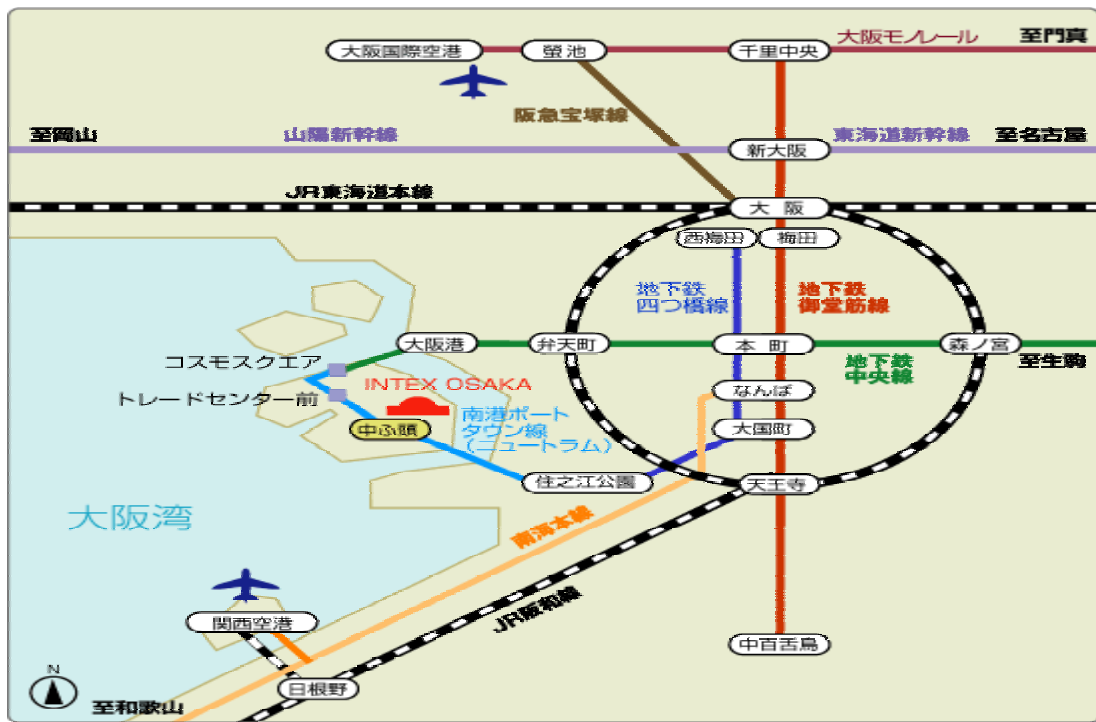 大阪モノレール
至門真
大阪国際空港
螢池
千里中央
阪急宝塚線
至岡山
山陽新幹線
東海道新幹線
至名古屋
新大阪
JR東海道本線
大阪
西梅田
梅田
地下鉄
四つ橋線
地下鉄
御堂筋線
大阪港
弁天町
本町
森ノ宮
コスモスクエア
至生駒
地下鉄
中央線
INTEX OSAKA
なんば
トレードセンター前
南港ポート
タウン線
(ニュートラム)
中ふ頭
大国町
住之江公園
天王寺
大阪湾
南海本線
JR阪和線
関西空港
中百舌鳥
N
日根野
至和歌山